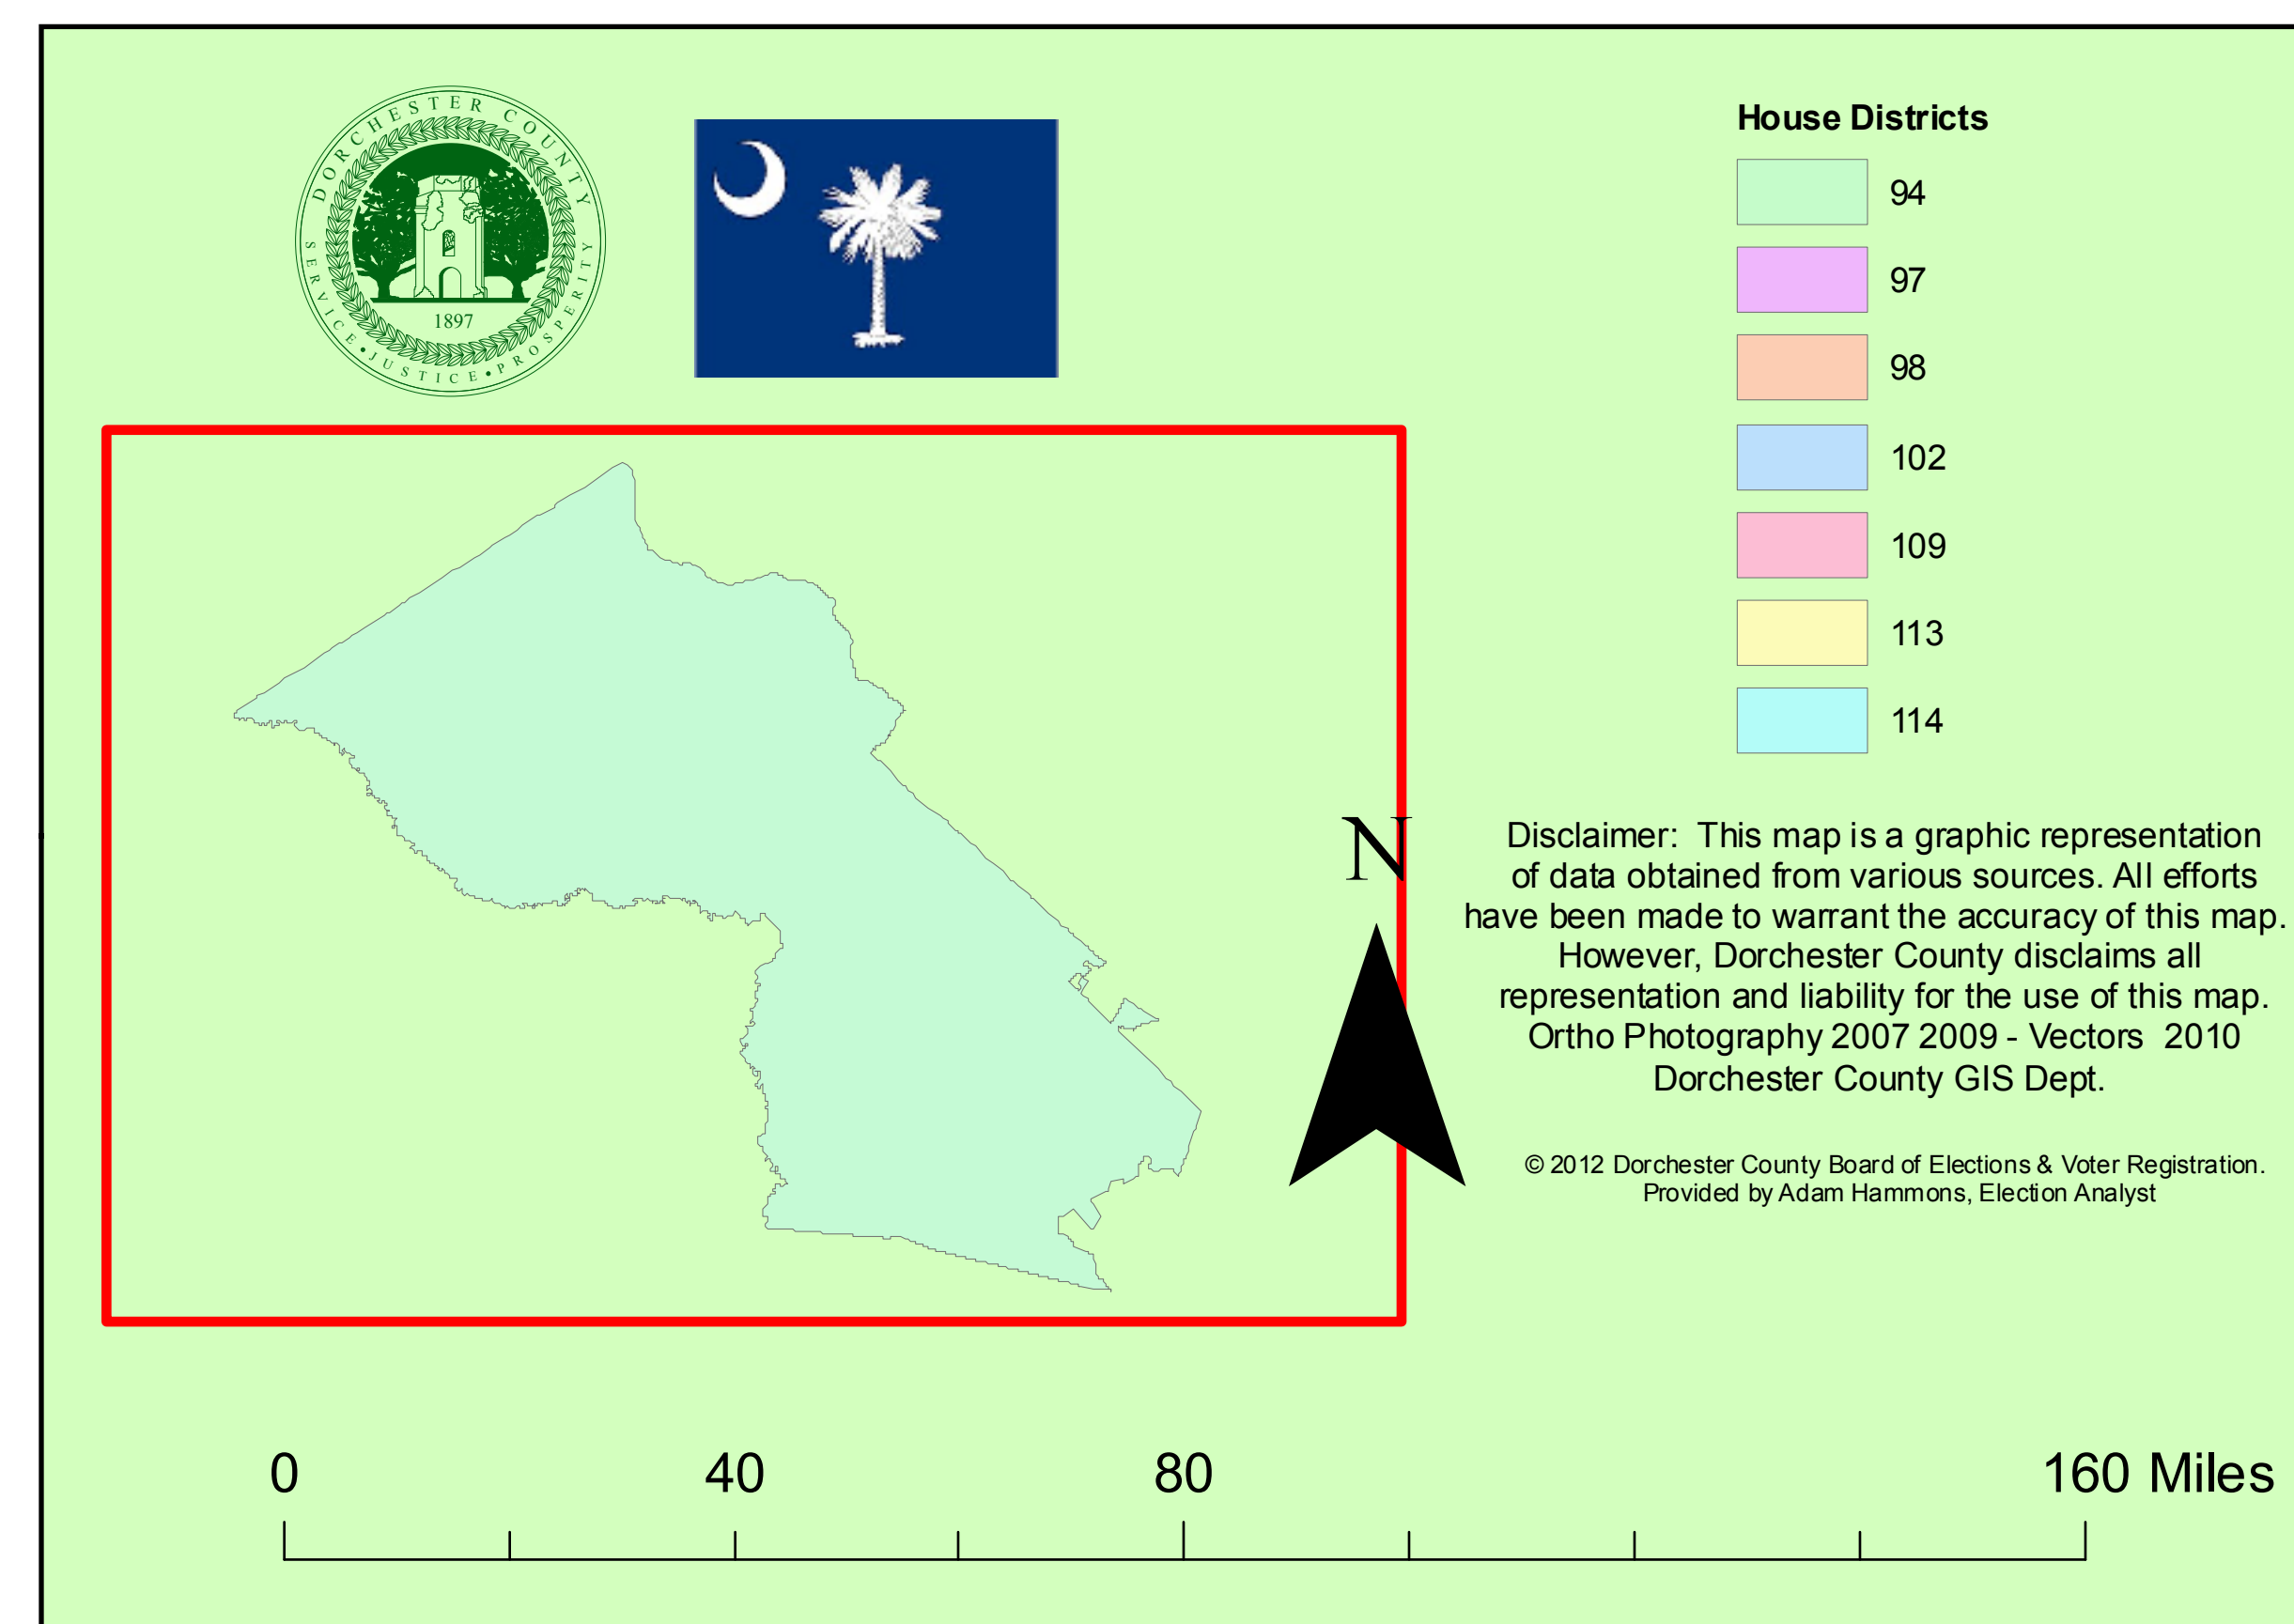 DORCHESTER COUNTY
SERVICE • JUSTICE • PROSPERITY
1897
House Districts
94
97
98
102
109
113
114
N
Disclaimer: This map is a graphic representation
of data obtained from various sources. All efforts
have been made to warrant the accuracy of this map.
However, Dorchester County disclaims all
representation and liability for the use of this map.
Ortho Photography 2007 2009 - Vectors 2010
Dorchester County GIS Dept.
© 2012 Dorchester County Board of Elections & Voter Registration.
Provided by Adam Hammons, Election Analyst
0 40 80 160 Miles